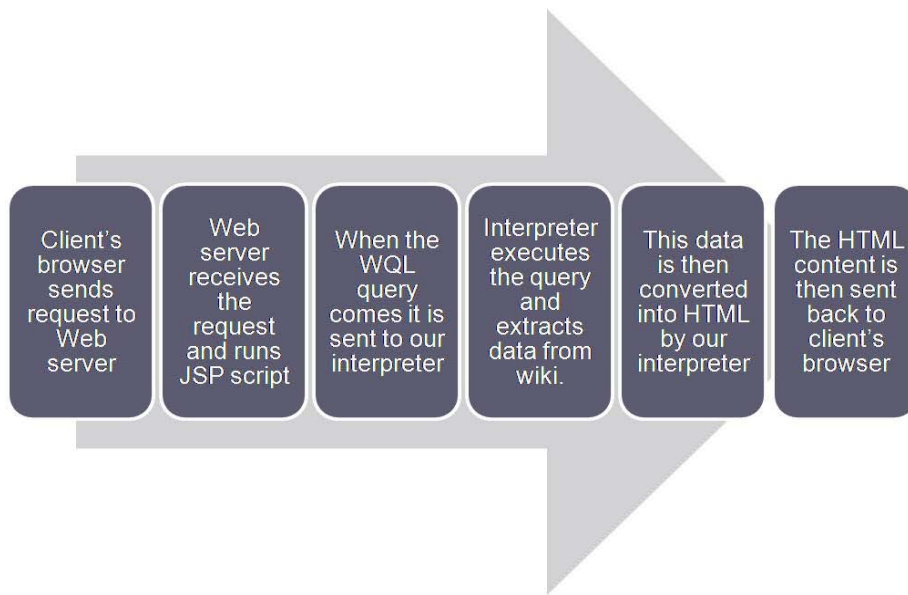 Client's
browser
sends
request to
Web
server
Web
server
receives
the
request
and runs
JSP script
When the
WQL
query
comes it is
sent to our
interpreter
Interpreter
executes
the query
and
extracts
data from
wiki.
This data
is then
converted
into HTML
by our
interpreter
The HTML
content is
then sent
back to
client's
browser